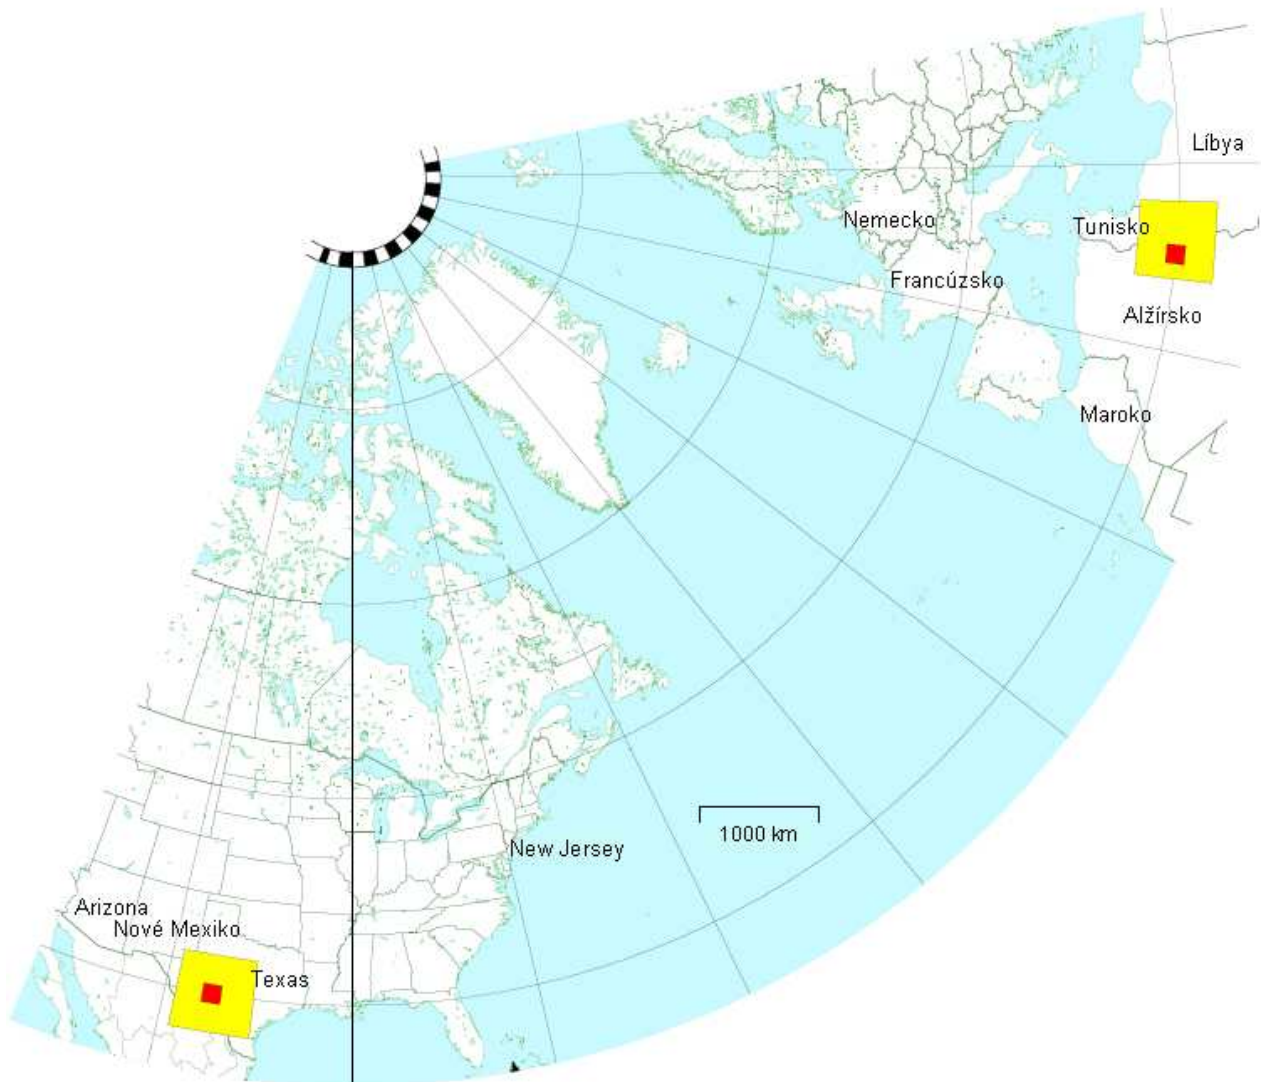 Líbya
Nemecko
Tunisko
Francúzsko
Alžírsko
Maroko
1000 km
New Jersey
Arizona
Nové Mexiko
Texas